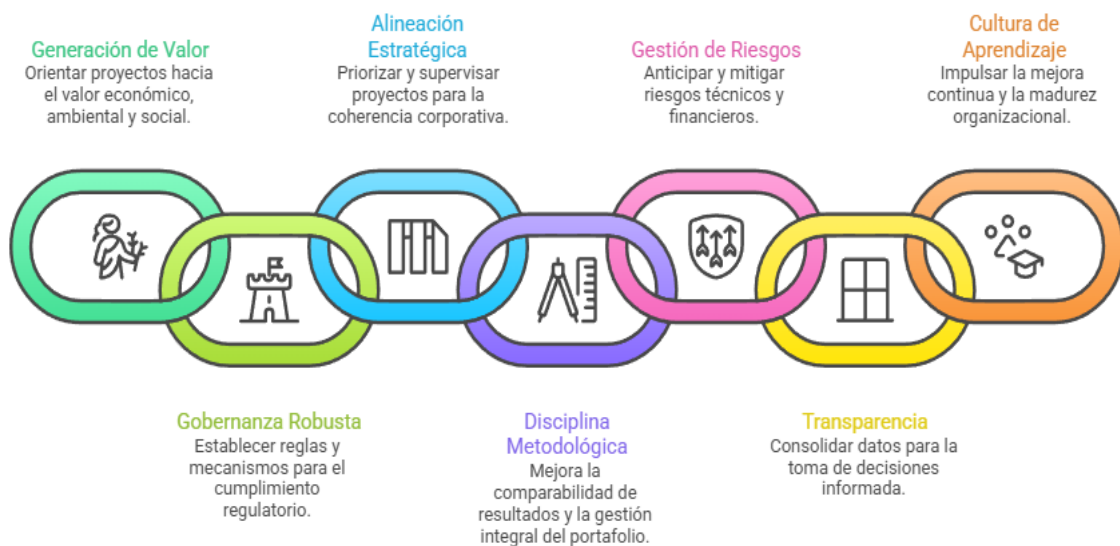 Generación de Valor
Orientar proyectos hacia
el valor económico,
ambiental y social.
Alineación
Estratégica
Priorizar y supervisar
proyectos para la
coherencia corporativa.
Gestión de Riesgos
Anticipar y mitigar
riesgos técnicos y
financieros.
Cultura de
Aprendizaje
Impulsar la mejora
continua y la madurez
organizacional.
Gobernanza Robusta
Establecer reglas y
mecanismos para el
cumplimiento
regulatorio.
Disciplina
Metodológica
Mejora la
comparabilidad de
resultados y la gestión
integral del portafolio.
Transparencia
Consolidar datos para la
toma de decisiones
informada.